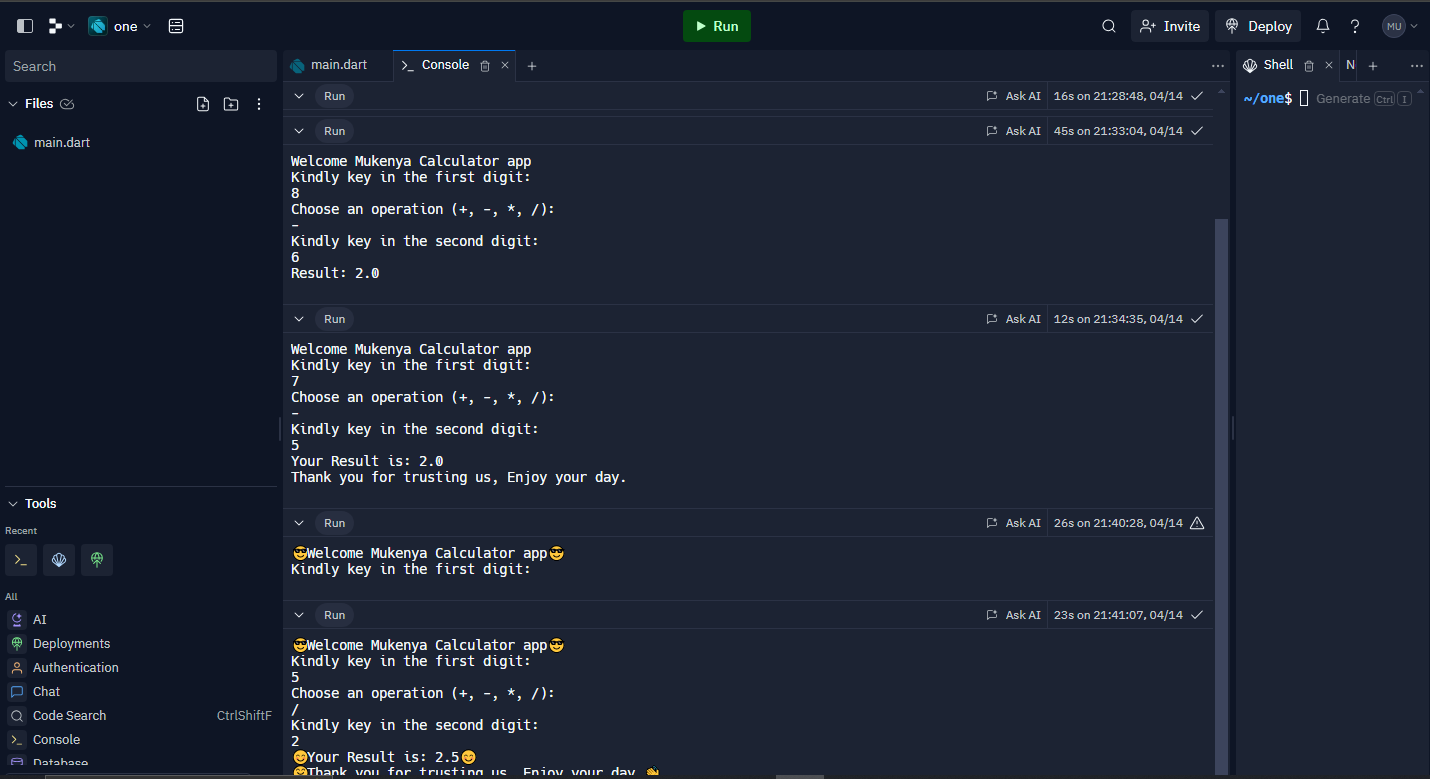 one
Run
Invite
Deploy
MU
Search
Files
main.dart
Tools
Recent
All
AI
Deployments
Authentication
Chat
Code Search CtrlShiftF
Console
Database
main.dart
Console
Run Ask AI 16s on 21:28:48, 04/14
Run Ask AI 45s on 21:33:04, 04/14
Welcome Mukenya Calculator app
Kindly key in the first digit:
8
Choose an operation (+, -, *, /):
-
Kindly key in the second digit:
6
Result: 2.0
Run Ask AI 12s on 21:34:35, 04/14
Welcome Mukenya Calculator app
Kindly key in the first digit:
7
Choose an operation (+, -, *, /):
-
Kindly key in the second digit:
5
Your Result is: 2.0
Thank you for trusting us, Enjoy your day.
Run Ask AI 26s on 21:40:28, 04/14
😎Welcome Mukenya Calculator app😎
Kindly key in the first digit:
Run Ask AI 23s on 21:41:07, 04/14
😎Welcome Mukenya Calculator app😎
Kindly key in the first digit:
5
Choose an operation (+, -, *, /):
/
Kindly key in the second digit:
2
😊Your Result is: 2.5😊
🤗Thank you for trusting us, Enjoy your day.👋
Shell
N
~/one$ Generate Ctrl I